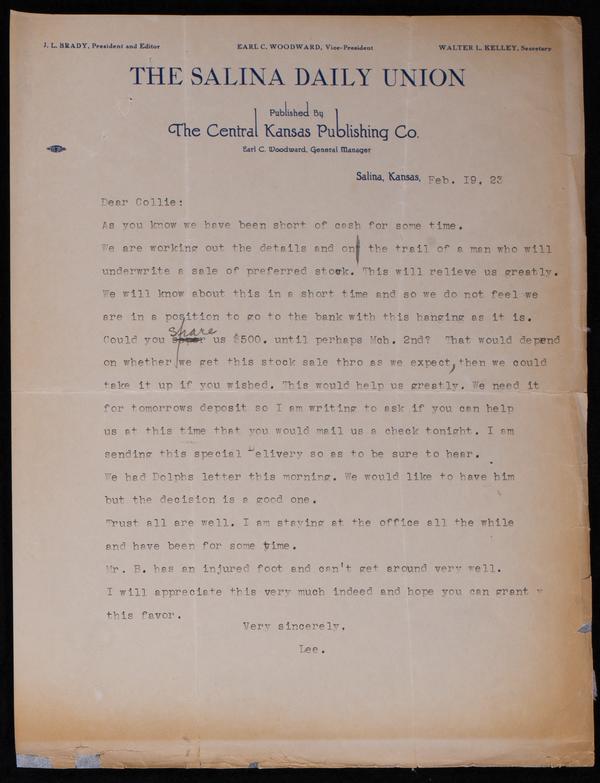 J. L. BRADY, President and Editor EARL C. WOODWARD, Vice-President WALTER L. KELLEY, Secretary
THE SALINA DAILY UNION
Published By
The Central Kansas Publishing Co.
Earl C. Woodward, General Manager
Salina, Kansas, Feb. 19, 23
Dear Collie:
As you know we have been short of cash for some time.
We are working out the details and on the trail of a man who will
underwrite a sale of preferred stock. This will relieve us greatly.
We will know about this in a short time and so we do not feel we
are in a position to go to the bank with this hanging as it is.
Could you share us $500. until perhaps Mch. 2nd? That would depend
on whether we get this stock sale thro as we expect, then we could
take it up if you wished. This would help us greatly. We need it
for tomorrows deposit so I am writing to ask if you can help
us at this time that you would mail us a check tonight. I am
sending this special Delivery so as to be sure to hear.
We had Dolphs letter this morning. We would like to have him
but the decision is a good one.
Trust all are well. I am staying at the office all the while
and have been for some time.
Mr. B. has an injured foot and can't get around very well.
I will appreciate this very much indeed and hope you can grant
this favor.
Very sincerely,
Lee.